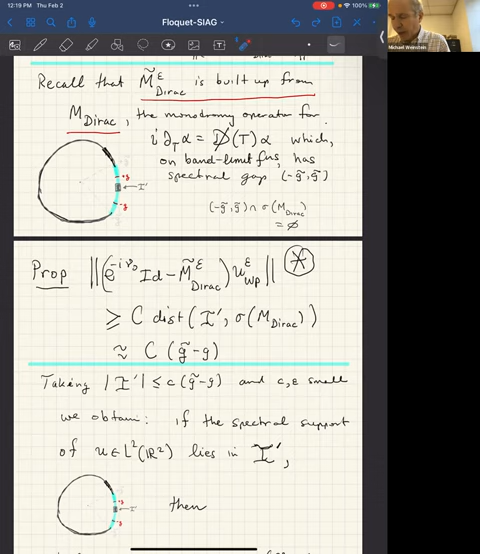 12:19 PM Thu Feb 2
100%
Michael Weinstein
Floquet-SIAG
Recall that M̃^ε_Dirac is built up from
M_Dirac, the monodromy operator for
i∂_T α = D̸(T)α which,
on band-limit fns, has
spectral gap (-g̃, g̃)
g
← I'
g
(-g̃, g̃) ∩ σ(M_Dirac)
= ∅
Prop ‖(e^{-iν₀} Id - M̃^ε_Dirac) u^ε_WP‖ (*)
≥ C dist(I', σ(M_Dirac))
≈ C (g̃-g)
Taking |I'| ≤ c(g̃-g) and c, ε small
we obtain: if the spectral support
of u ∈ L²(ℝ²) lies in I',
g
I'
g
then